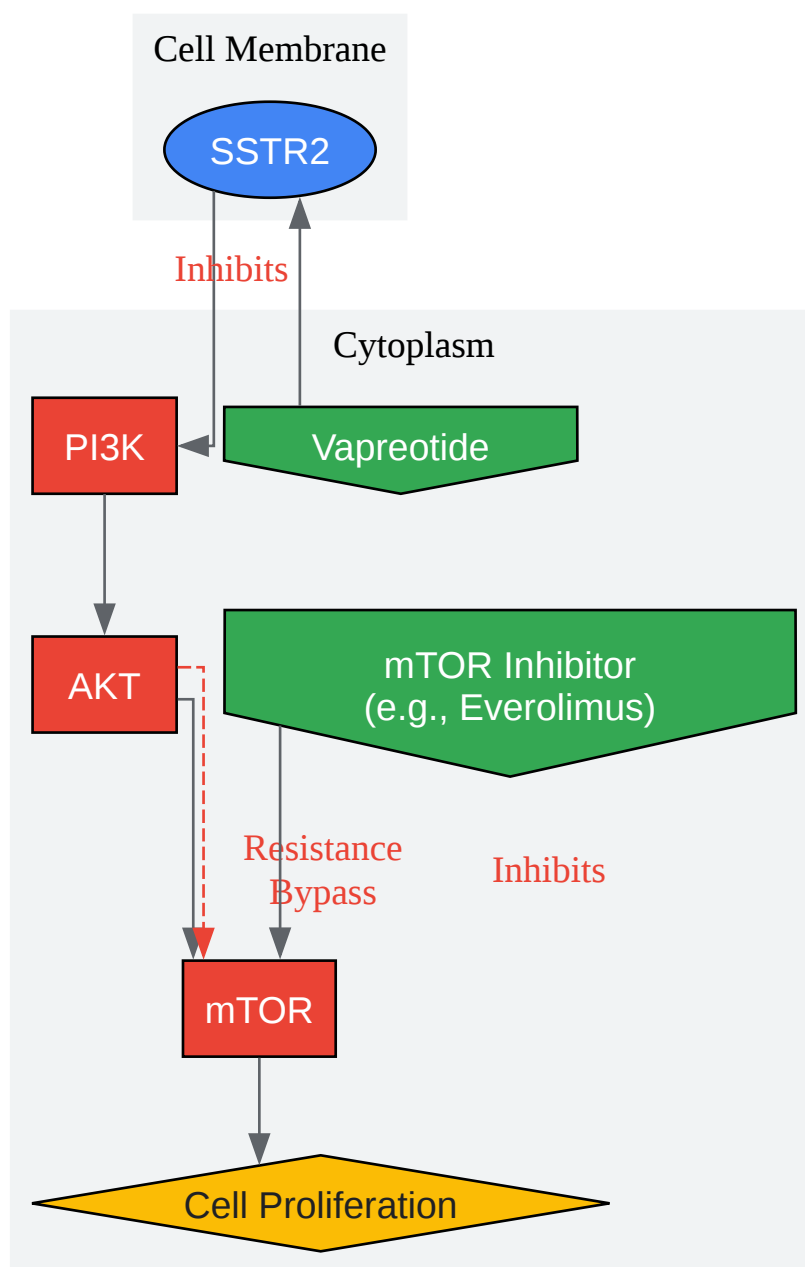 Cell Membrane
SSTR2
Inhibits
Cytoplasm
PI3K
Vapreotide
mTOR Inhibitor
(e.g., Everolimus)
AKT
Resistance
Bypass
Inhibits
mTOR
Cell Proliferation